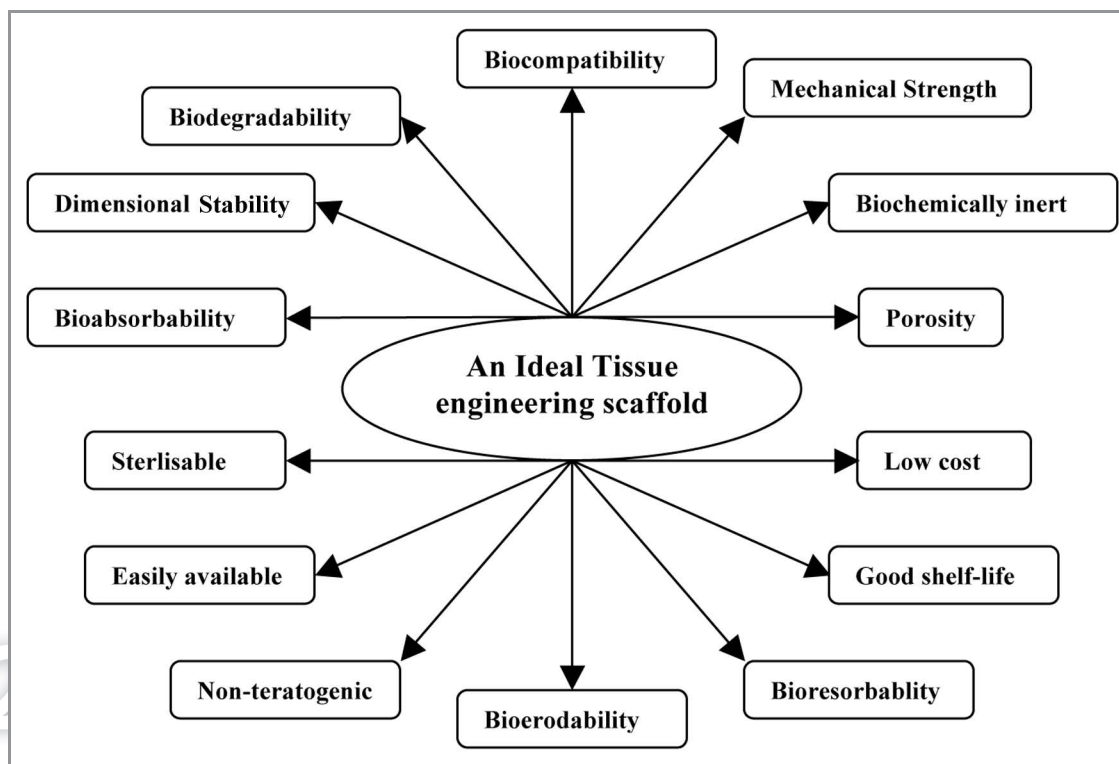 Biocompatibility
Mechanical Strength
Biodegradability
Dimensional Stability
Biochemically inert
Bioabsorbability
Porosity
An Ideal Tissue
engineering scaffold
Sterlisable
Low cost
Easily available
Good shelf-life
Non-teratogenic
Bioerodability
Bioresorbablity